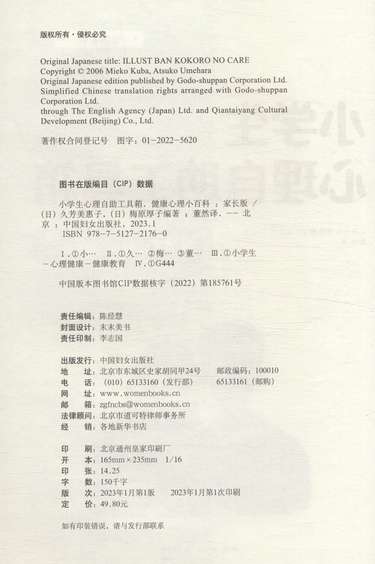 版权所有·侵权必究
Original Japanese title: ILLUST BAN KOKORO NO CARE
Copyright © 2006 Mieko Kuba, Atsuko Umehara
Original Japanese edition published by Godo-shuppan Corporation Ltd.
Simplified Chinese translation rights arranged with Godo-shuppan
Corporation Ltd.
through The English Agency (Japan) Ltd. and Qiantaiyang Cultural
Development (Beijing) Co., Ltd.
著作权合同登记号 图字：01-2022-5620
图书在版编目（CIP）数据
小学生心理自助工具箱. 健康心理小百科 ：家长版 /
（日）久芳美惠子，（日）梅原厚子编著 ；董然译. -- 北
京 ：中国妇女出版社，2023.1
ISBN 978-7-5127-2176-0
Ⅰ.①小… Ⅱ.①久… ②梅… ③董… Ⅲ.①小学生
－心理健康－健康教育 Ⅳ.①G444
中国版本图书馆CIP数据核字（2022）第185761号
责任编辑：陈经慧
封面设计：末末美书
责任印制：李志国
出版发行：中国妇女出版社
地 址：北京市东城区史家胡同甲24号 邮政编码：100010
电 话：（010）65133160（发行部） 65133161（邮购）
网 址：www.womenbooks.cn
邮 箱：zgfncbs@womenbooks.cn
法律顾问：北京市道可特律师事务所
经 销：各地新华书店
印 刷：北京通州皇家印刷厂
开 本：165mm×235mm 1/16
印 张：14.25
字 数：150千字
版 次：2023年1月第1版 2023年1月第1次印刷
定 价：49.80元
如有印装错误，请与发行部联系